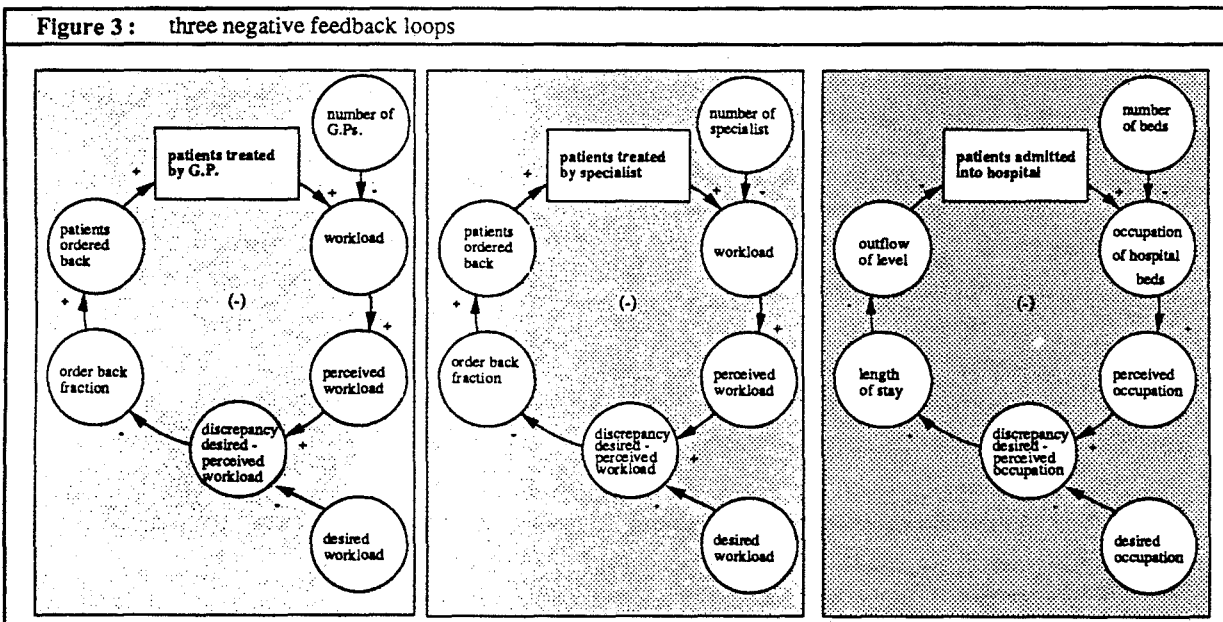 Figure 3 : three negative feedback loops
number of
G.Ps.
patients treated
by G.P.
+
+
-
patients
ordered
back
workload
(-)
+
+
order back
fraction
perceived
workload
-
discrepancy
desired -
perceived
workload
+
-
desired
workload
number of
specialist
patients treated
by specialist
+
+
-
patients
ordered
back
workload
(-)
+
+
order back
fraction
perceived
workload
-
discrepancy
desired -
perceived
workload
+
-
desired
workload
number
of beds
patients admitted
into hospital
-
+
-
outflow
of level
occupation
of hospital
beds
(-)
-
-
length
of stay
perceived
occupation
-
discrepancy
desired -
perceived
occupation
+
-
desired
occupation